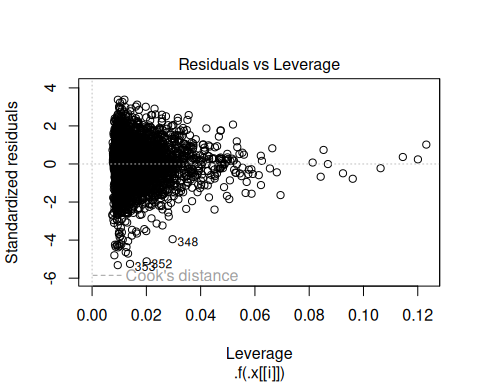 Residuals vs Leverage
Standardized residuals
4
2
0
-2
-4
-6
348
352
353
Cook's distance
0.00 0.02 0.04 0.06 0.08 0.10 0.12
Leverage
.f(.x[[i]])